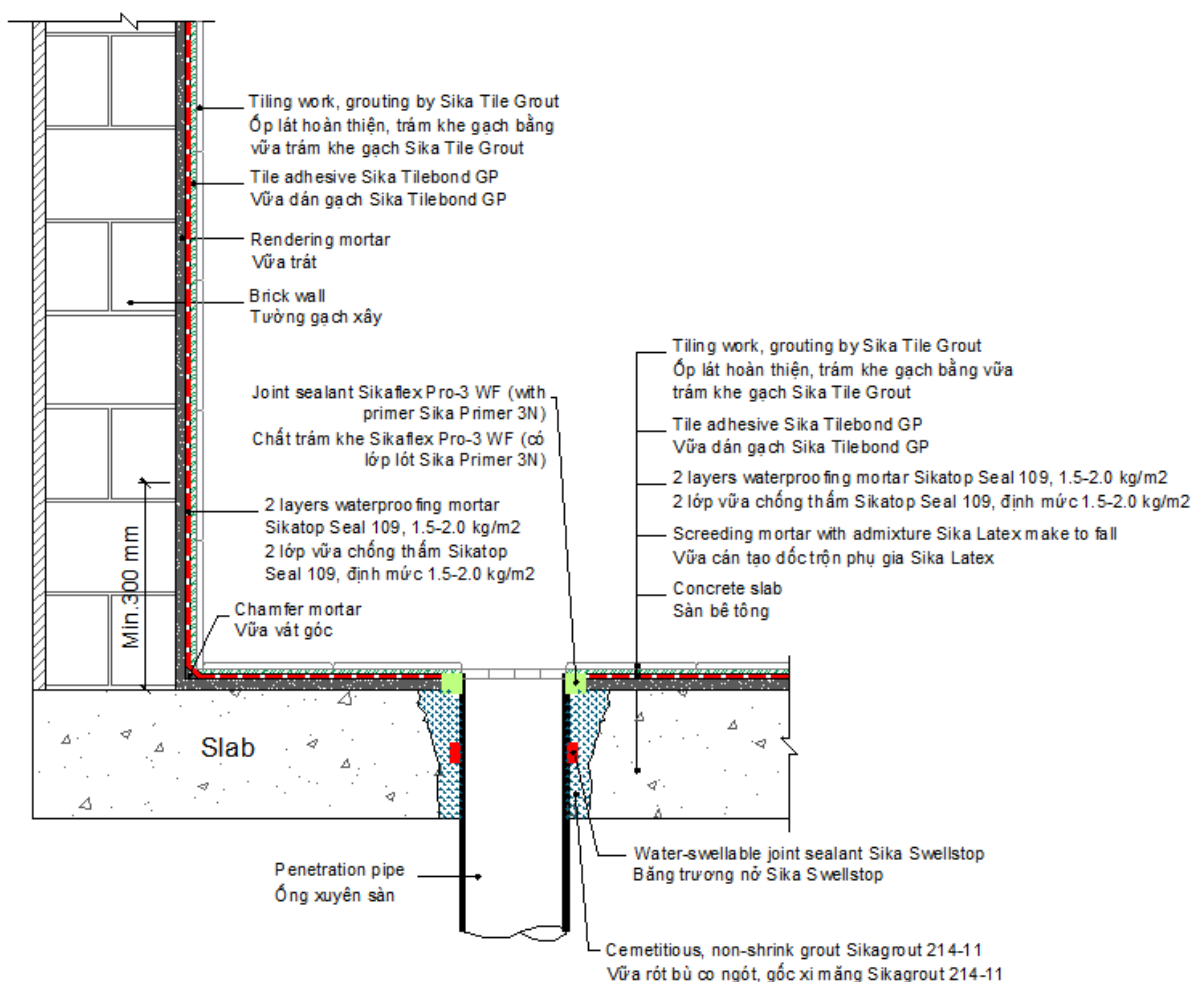 Tiling work, grouting by Sika Tile Grout
Ốp lát hoàn thiện, trám khe gạch bằng
vữa trám khe gạch Sika Tile Grout
Tile adhesive Sika Tilebond GP
Vữa dán gạch Sika Tilebond GP
Rendering mortar
Vữa trát
Brick wall
Tường gạch xây
Joint sealant Sikaflex Pro-3 WF (with
primer Sika Primer 3N)
Chất trám khe Sikaflex Pro-3 WF (có
lớp lót Sika Primer 3N)
2 layers waterproofing mortar
Sikatop Seal 109, 1.5-2.0 kg/m2
2 lớp vữa chống thấm Sikatop
Seal 109, định mức 1.5-2.0 kg/m2
Min.300 mm
Chamfer mortar
Vữa vát góc
Tiling work, grouting by Sika Tile Grout
Ốp lát hoàn thiện, trám khe gạch bằng vữa
trám khe gạch Sika Tile Grout
Tile adhesive Sika Tilebond GP
Vữa dán gạch Sika Tilebond GP
2 layers waterproofing mortar Sikatop Seal 109, 1.5-2.0 kg/m2
2 lớp vữa chống thấm Sikatop Seal 109, định mức 1.5-2.0 kg/m2
Screeding mortar with admixture Sika Latex make to fall
Vữa cán tạo dốc trộn phụ gia Sika Latex
Concrete slab
Sàn bê tông
Slab
Penetration pipe
Ống xuyên sàn
Water-swellable joint sealant Sika Swellstop
Băng trương nở Sika Swellstop
Cemetitious, non-shrink grout Sikagrout 214-11
Vữa rót bù co ngót, gốc xi măng Sikagrout 214-11